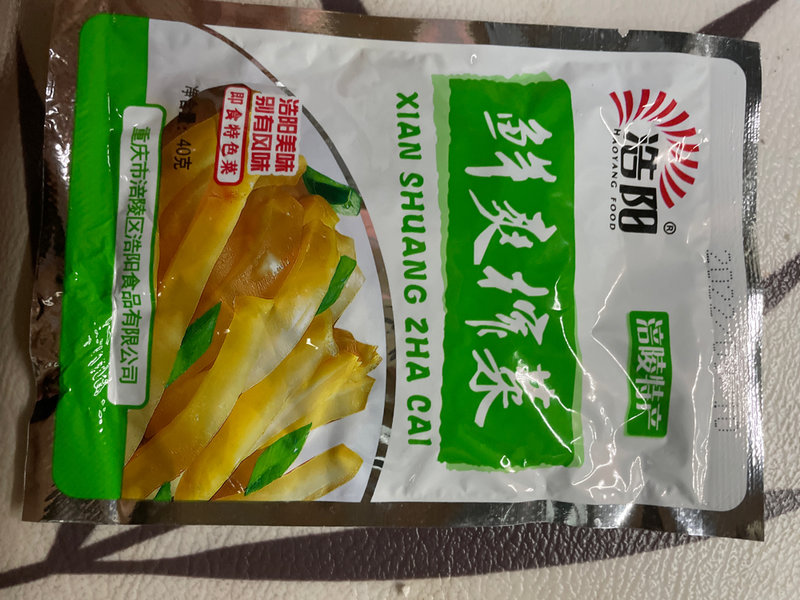 浩阳
®
HAOYANG FOOD
涪陵特产
鲜爽榨菜
XIAN SHUANG ZHA CAI
浩阳美味
别有风味
即食特色菜
净含量：40克
重庆市涪陵区浩阳食品有限公司